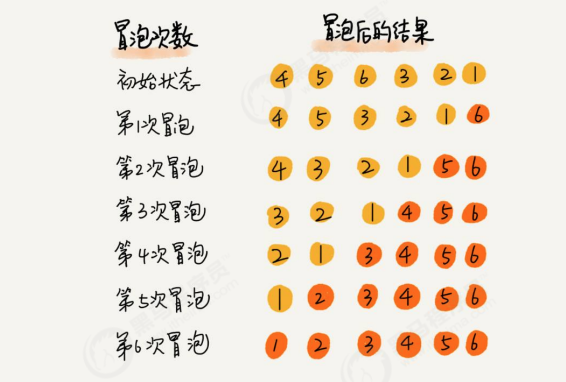 冒泡次数 冒泡后的结果
初始状态 4 5 6 3 2 1
第1次冒泡 4 5 3 2 1 6
第2次冒泡 4 3 2 1 5 6
第3次冒泡 3 2 1 4 5 6
第4次冒泡 2 1 3 4 5 6
第5次冒泡 1 2 3 4 5 6
第6次冒泡 1 2 3 4 5 6